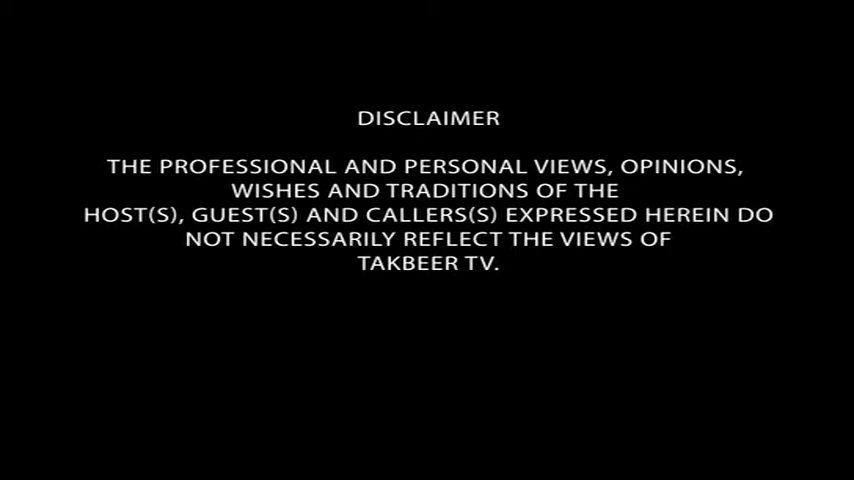 DISCLAIMER
THE PROFESSIONAL AND PERSONAL VIEWS, OPINIONS,
WISHES AND TRADITIONS OF THE
HOST(S), GUEST(S) AND CALLERS(S) EXPRESSED HEREIN DO
NOT NECESSARILY REFLECT THE VIEWS OF
TAKBEER TV.